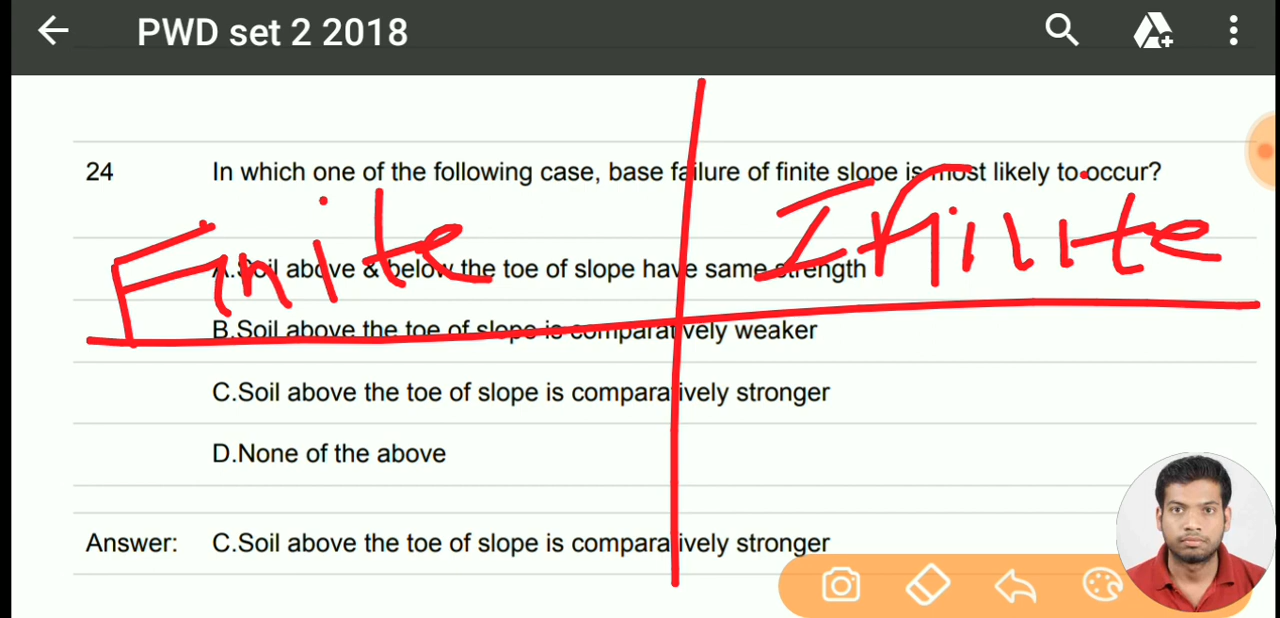 PWD set 2 2018
24 In which one of the following case, base failure of finite slope is most likely to occur?
Finite Ifinite
A.Soil above & below the toe of slope have same strength
B.Soil above the toe of slope is comparatively weaker
C.Soil above the toe of slope is comparatively stronger
D.None of the above
Answer: C.Soil above the toe of slope is comparatively stronger